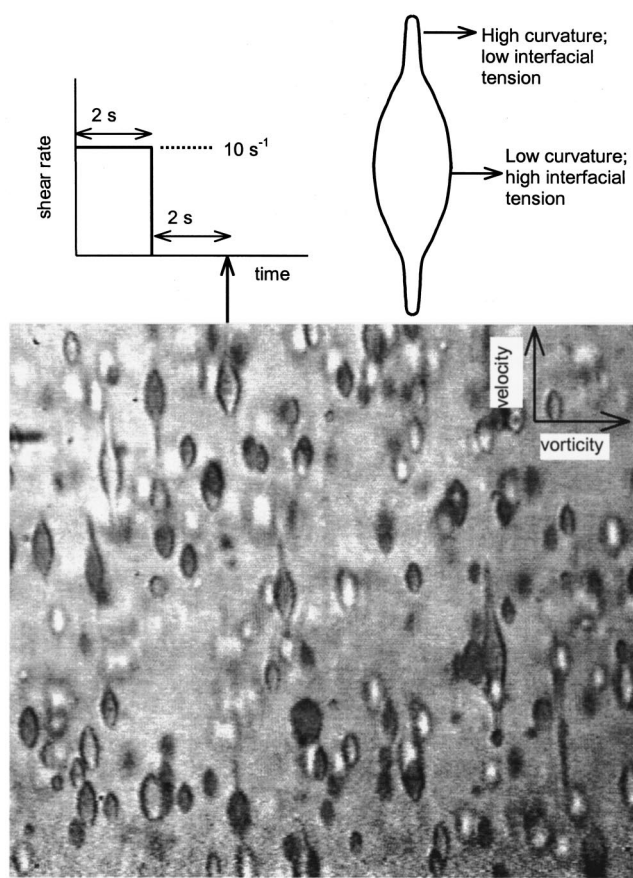 High curvature;
low interfacial
tension
2 s
10 s⁻¹
shear rate
Low curvature;
high interfacial
tension
2 s
time
velocity
vorticity